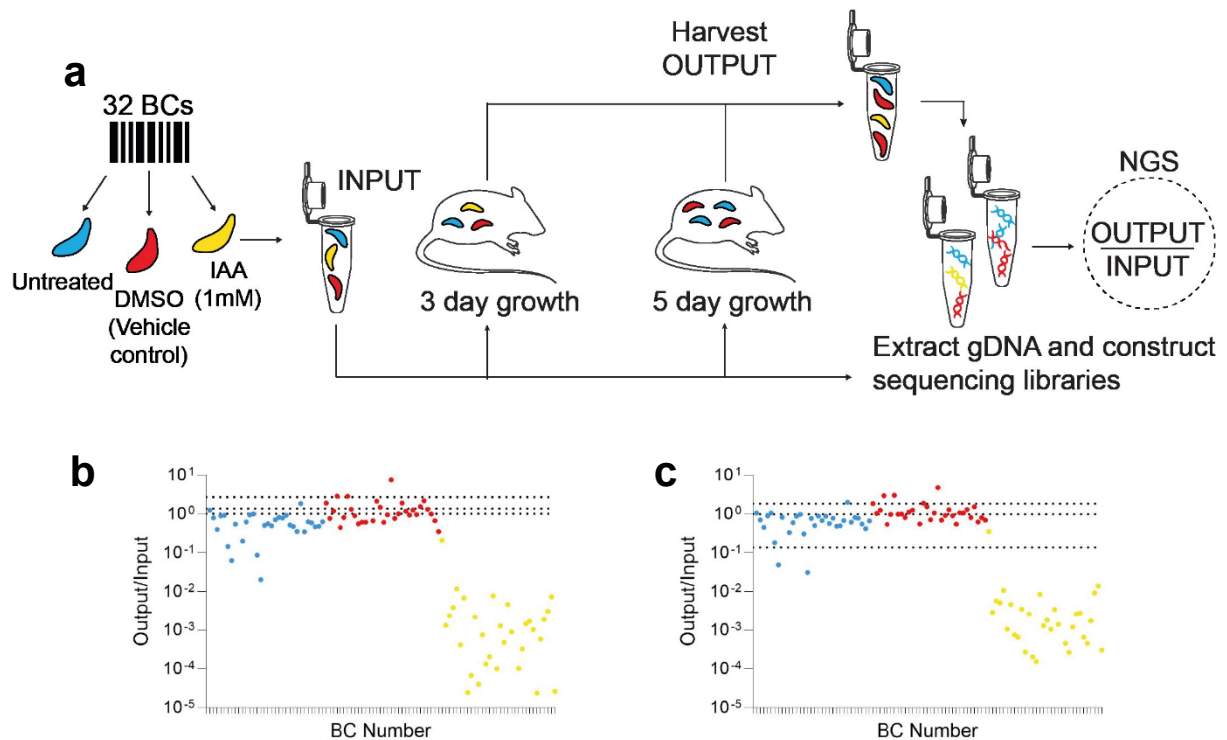 a
32 BCs
Untreated
DMSO
(Vehicle
control)
IAA
(1mM)
INPUT
3 day growth
5 day growth
Harvest
OUTPUT
NGS
OUTPUT
INPUT
Extract gDNA and construct
sequencing libraries
b
Output/Input
10¹
10⁰
10⁻¹
10⁻²
10⁻³
10⁻⁴
10⁻⁵
BC Number
c
Output/Input
10¹
10⁰
10⁻¹
10⁻²
10⁻³
10⁻⁴
10⁻⁵
BC Number